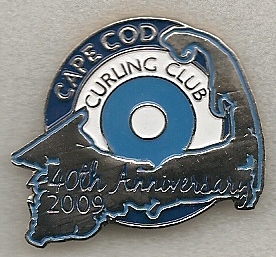 CAPE COD
CURLING CLUB
40th Anniversary
2009